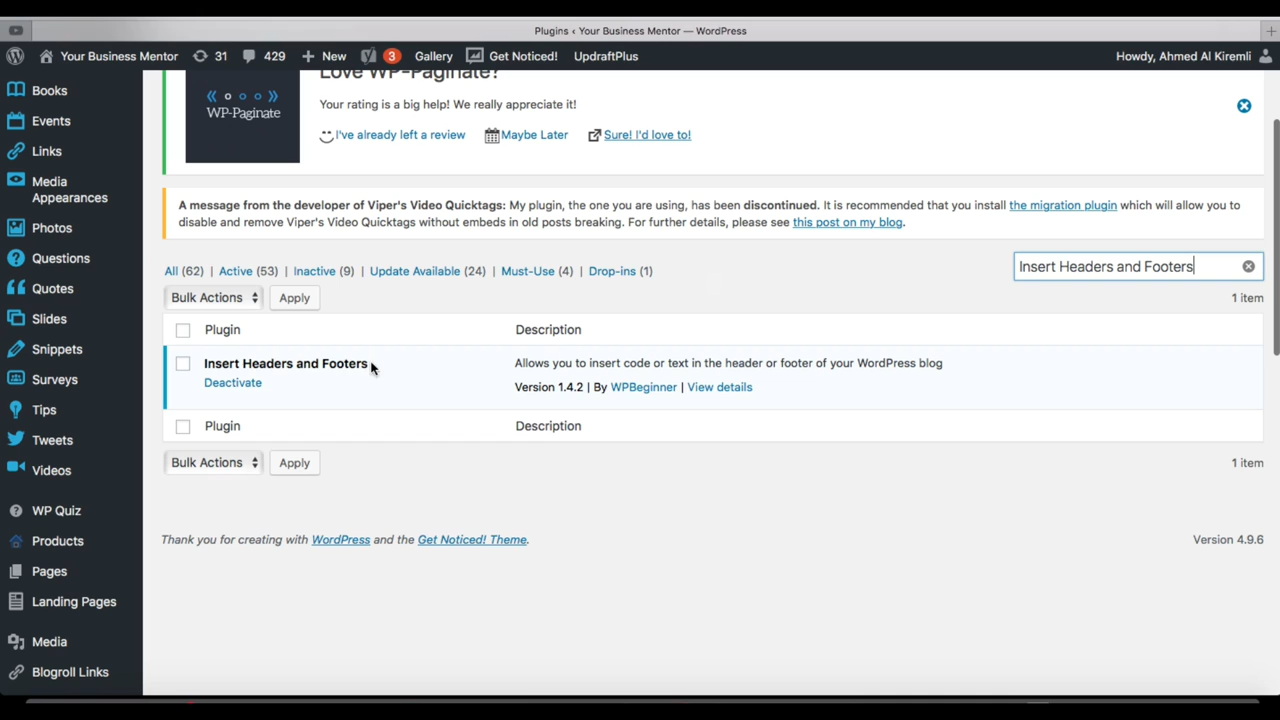 Plugins ‹ Your Business Mentor — WordPress
Your Business Mentor 31 429 New 3 Gallery Get Noticed! UpdraftPlus Howdy, Ahmed Al Kiremli
Books
Events
Links
Media
Appearances
Photos
Questions
Quotes
Slides
Snippets
Surveys
Tips
Tweets
Videos
WP Quiz
Products
Pages
Landing Pages
Media
Blogroll Links
WP-Paginate
Love WP-Paginate?
Your rating is a big help! We really appreciate it!
I've already left a review Maybe Later Sure! I'd love to!
A message from the developer of Viper's Video Quicktags: My plugin, the one you are using, has been discontinued. It is recommended that you install the migration plugin which will allow you to
disable and remove Viper's Video Quicktags without embeds in old posts breaking. For further details, please see this post on my blog.
All (62) | Active (53) | Inactive (9) | Update Available (24) | Must-Use (4) | Drop-ins (1)
Insert Headers and Footers
Bulk Actions Apply
1 item
Plugin Description
Insert Headers and Footers Allows you to insert code or text in the header or footer of your WordPress blog
Deactivate Version 1.4.2 | By WPBeginner | View details
Plugin Description
Bulk Actions Apply
1 item
Thank you for creating with WordPress and the Get Noticed! Theme. Version 4.9.6